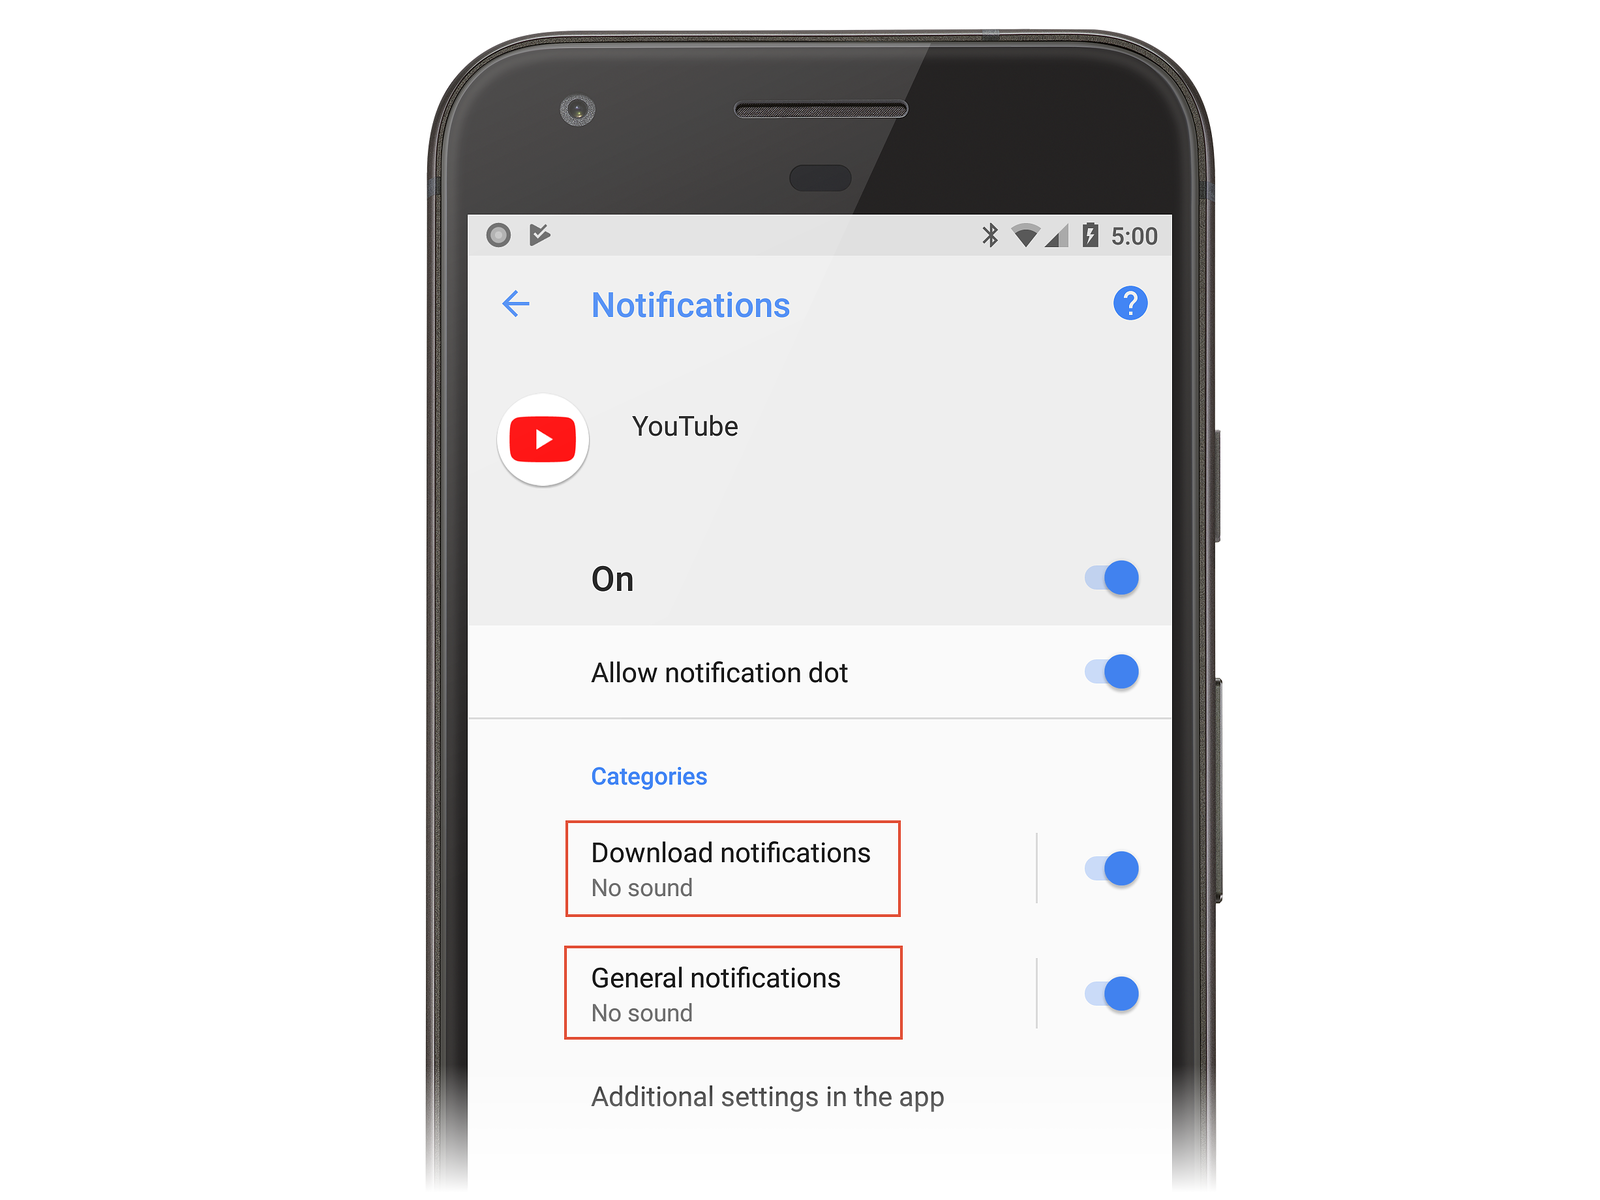 5:00
Notifications
?
YouTube
On
Allow notification dot
Categories
Download notifications
No sound
General notifications
No sound
Additional settings in the app